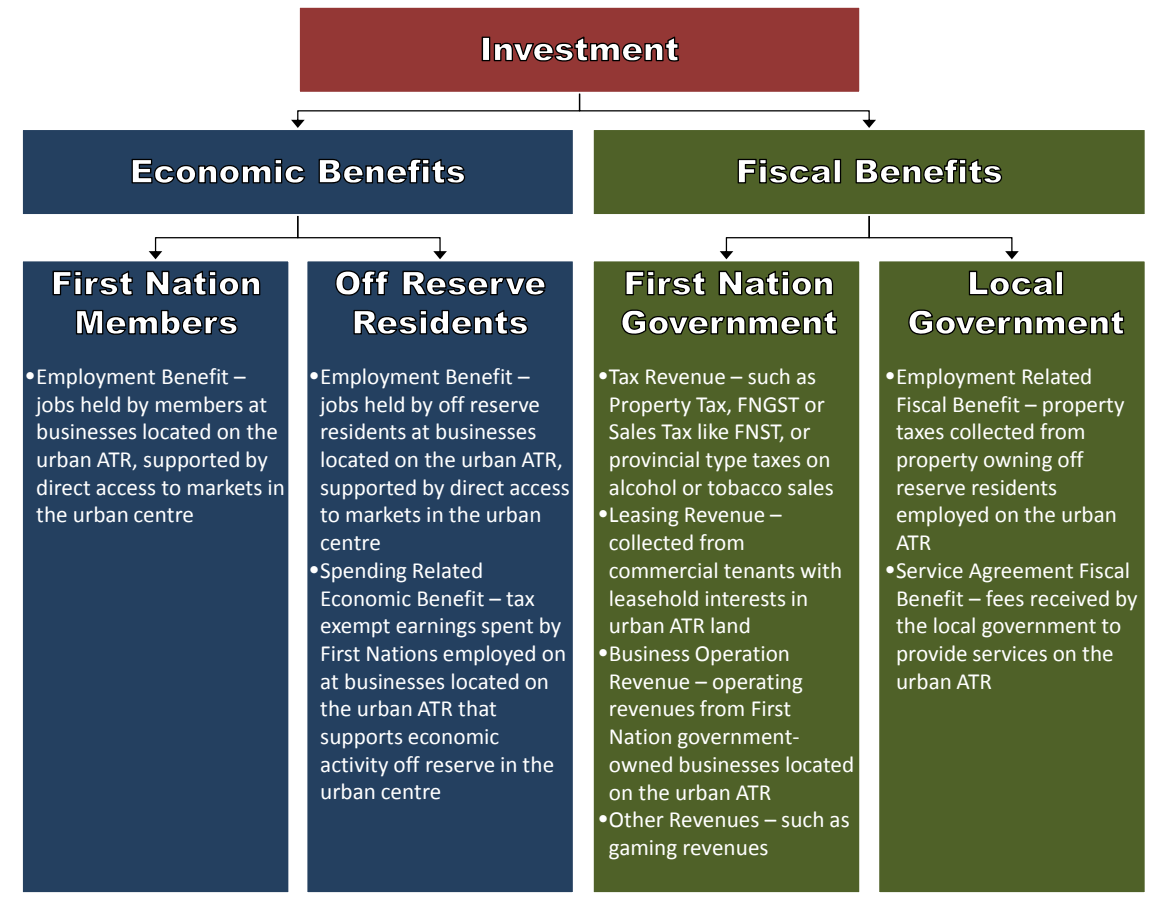 Investment
Economic Benefits
Fiscal Benefits
First Nation
Members
•Employment Benefit –
jobs held by members at
businesses located on the
urban ATR, supported by
direct access to markets in
the urban centre
Off Reserve
Residents
•Employment Benefit –
jobs held by off reserve
residents at businesses
located on the urban ATR,
supported by direct access
to markets in the urban
centre
•Spending Related
Economic Benefit – tax
exempt earnings spent by
First Nations employed on
at businesses located on
the urban ATR that
supports economic
activity off reserve in the
urban centre
First Nation
Government
•Tax Revenue – such as
Property Tax, FNGST or
Sales Tax like FNST, or
provincial type taxes on
alcohol or tobacco sales
•Leasing Revenue –
collected from
commercial tenants with
leasehold interests in
urban ATR land
•Business Operation
Revenue – operating
revenues from First
Nation government-
owned businesses located
on the urban ATR
•Other Revenues – such as
gaming revenues
Local
Government
•Employment Related
Fiscal Benefit – property
taxes collected from
property owning off
reserve residents
employed on the urban
ATR
•Service Agreement Fiscal
Benefit – fees received by
the local government to
provide services on the
urban ATR